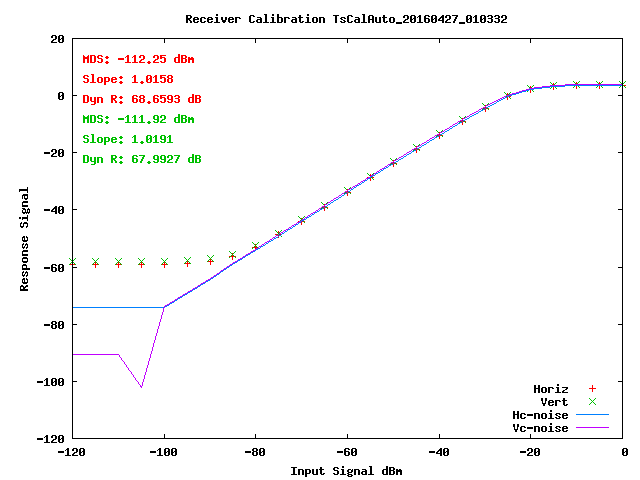 Receiver Calibration TsCalAuto_20160427_010332
MDS: -112.25 dBm
Slope: 1.0158
Dyn R: 68.6593 dB
MDS: -111.92 dBm
Slope: 1.0191
Dyn R: 67.9927 dB
20
0
-20
-40
-60
-80
-100
-120
Response Signal
Horiz
Vert
Hc-noise
Vc-noise
-120 -100 -80 -60 -40 -20 0
Input Signal dBm